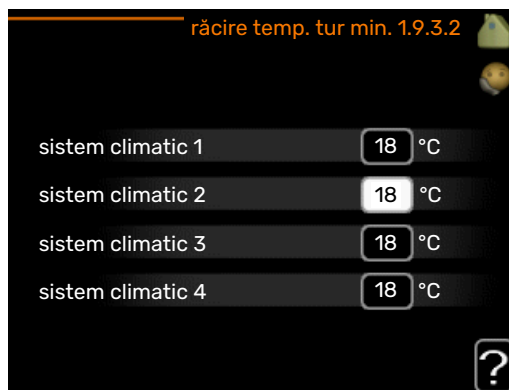 răcire temp. tur min. 1.9.3.2
sistem climatic 1 18 °C
sistem climatic 2 18 °C
sistem climatic 3 18 °C
sistem climatic 4 18 °C
?